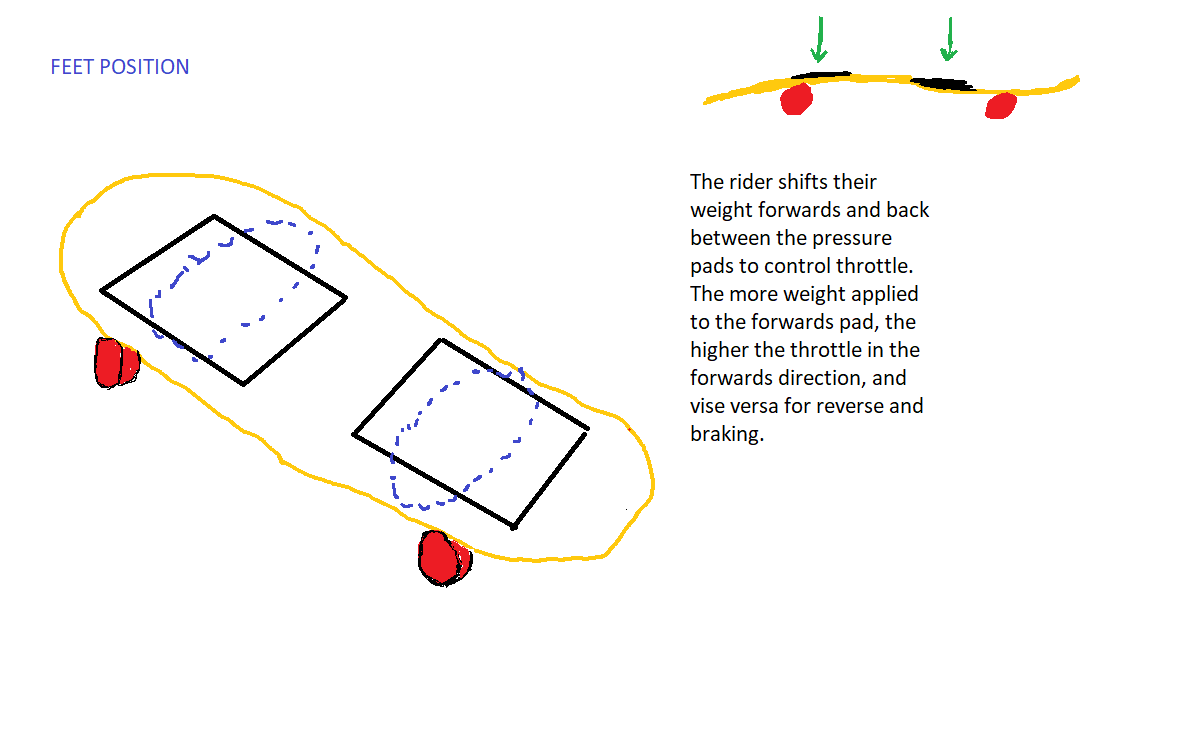 FEET POSITION
The rider shifts their
weight forwards and back
between the pressure
pads to control throttle.
The more weight applied
to the forwards pad, the
higher the throttle in the
forwards direction, and
vise versa for reverse and
braking.